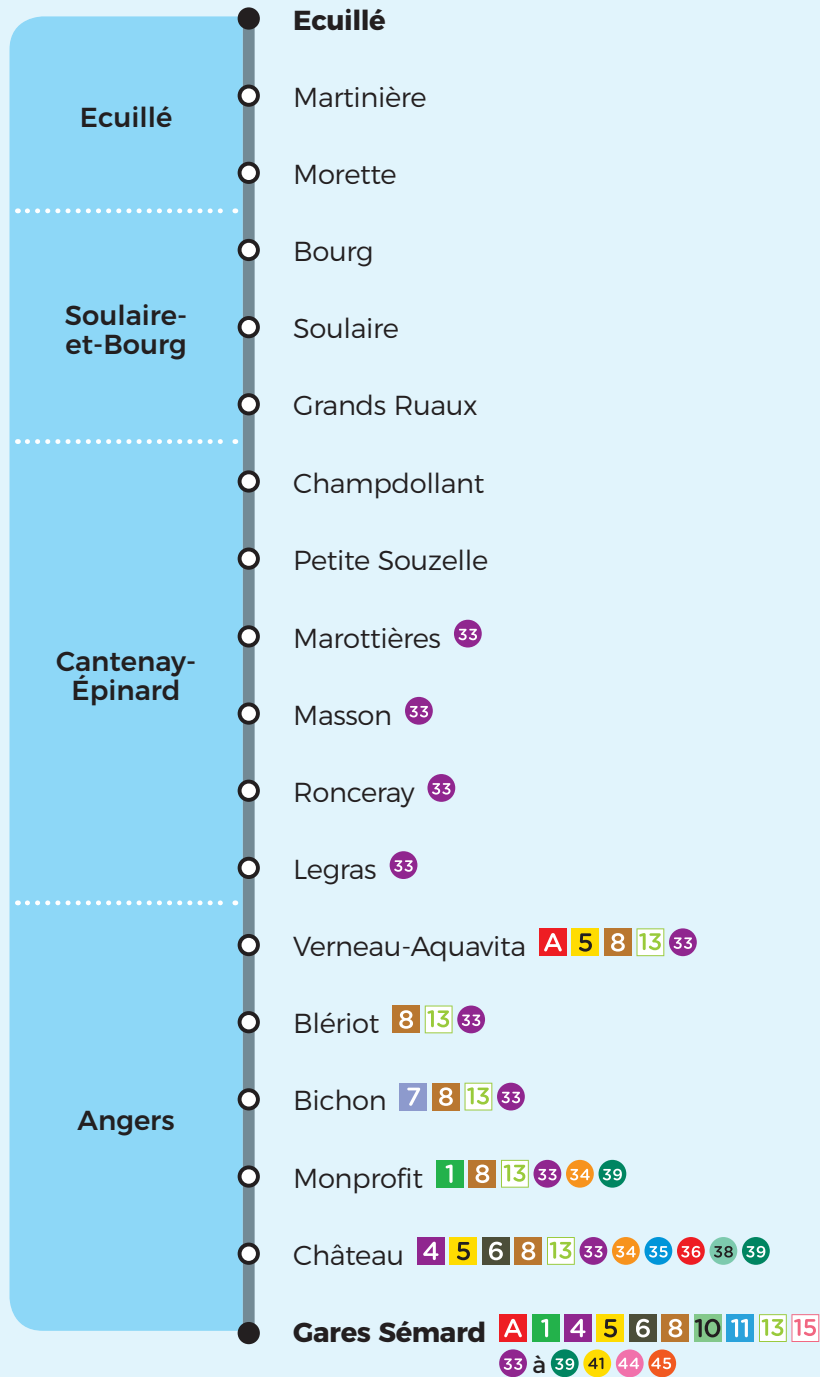 Ecuillé
Ecuillé
Martinière
Morette
Soulaire-
et-Bourg
Bourg
Soulaire
Grands Ruaux
Cantenay-
Épinard
Champdollant
Petite Souzelle
Marottières 33
Masson 33
Ronceray 33
Legras 33
Angers
Verneau-Aquavita A 5 8 13 33
Blériot 8 13 33
Bichon 7 8 13 33
Monprofit 1 8 13 33 34 39
Château 4 5 6 8 13 33 34 35 36 38 39
Gares Sémard A 1 4 5 6 8 10 11 13 15
33 à 39 41 44 45